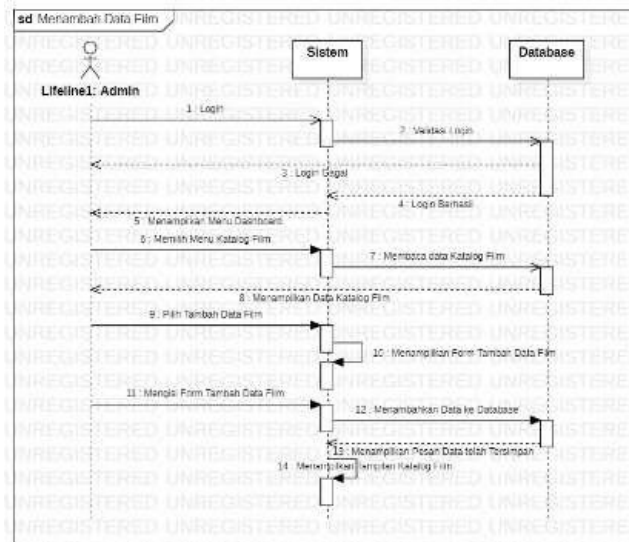 sd Menambah Data Film
Sistem
Database
Lifeline1: Admin
1 : Login
2 : Validasi Login
3 : Login Gagal
4 : Login Berhasil
5 : Menampilkan Menu Dashboard
6 : Memilih Menu Katalog Film
7 : Membaca data Katalog Film
8 : Menampilkan Data Katalog Film
9 : Pilih Tambah Data Film
10 : Menampilkan Form Tambah Data Film
11 : Mengisi Form Tambah Data Film
12 : Menambahkan Data ke Database
13 : Menampilkan Pesan Data telah Tersimpan
14 : Menampilkan Tampilan Katalog Film
UNREGISTERED